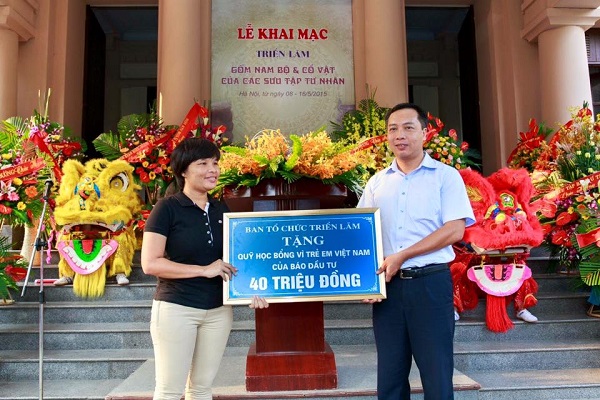 LỄ KHAI MẠC
TRIỂN LÃM
GỐM NAM BỘ & CỔ VẬT
CỦA CÁC SƯU TẬP TƯ NHÂN
Hà Nội, từ ngày 08 - 16/5/2015
BAN TỔ CHỨC TRIỂN LÃM
TẶNG
QUỸ HỌC BỔNG VÌ TRẺ EM VIỆT NAM
CỦA BÁO ĐẦU TƯ
40 TRIỆU ĐỒNG